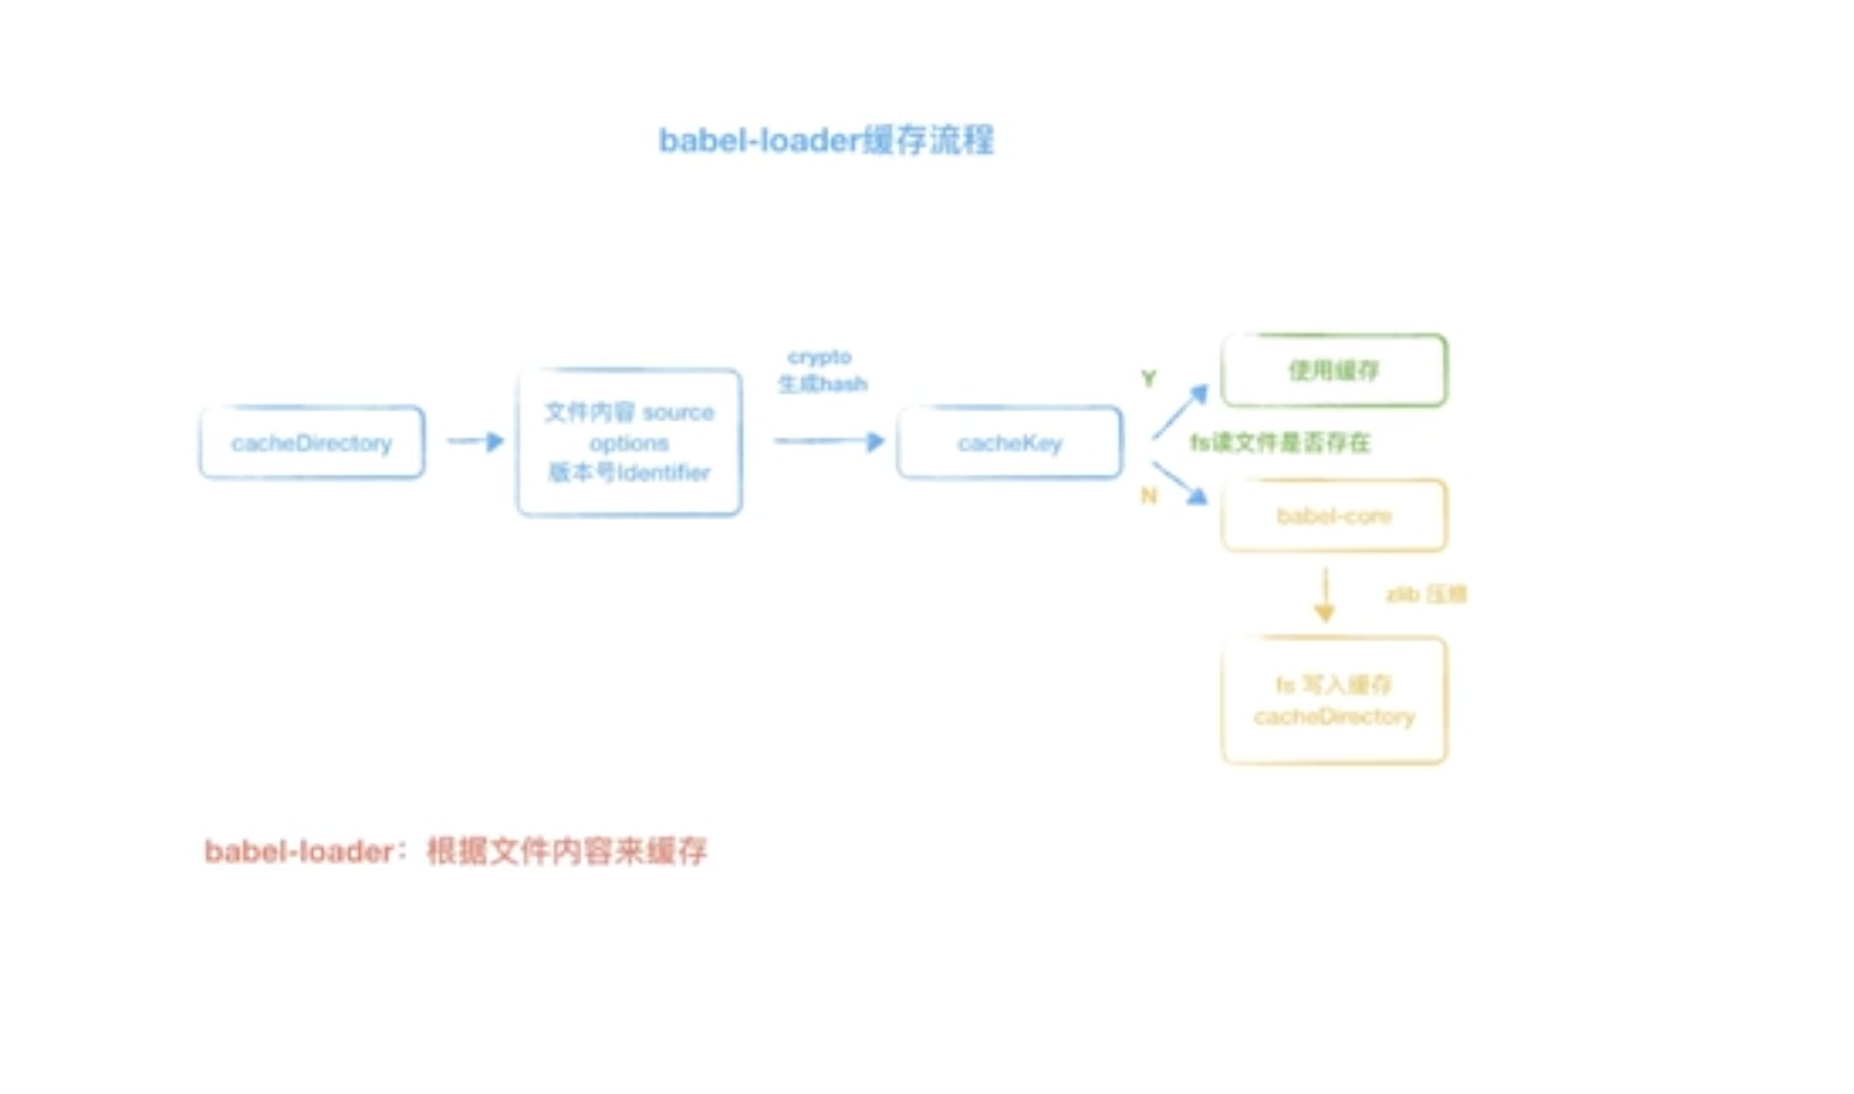 babel-loader缓存流程
cacheDirectory
文件内容 source
options
版本号Identifier
crypto
生成hash
cacheKey
Y
使用缓存
fs读文件是否存在
N
babel-core
zlib 压缩
fs 写入缓存
cacheDirectory
babel-loader：根据文件内容来缓存